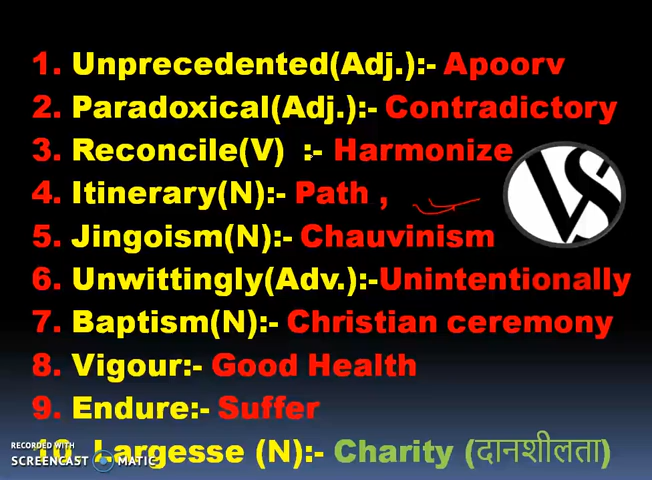 1. Unprecedented(Adj.):- Apoorv
2. Paradoxical(Adj.):- Contradictory
3. Reconcile(V) :- Harmonize
4. Itinerary(N):- Path ,
VS
5. Jingoism(N):- Chauvinism
6. Unwittingly(Adv.):-Unintentionally
7. Baptism(N):- Christian ceremony
8. Vigour:- Good Health
9. Endure:- Suffer
10. Largesse (N):- Charity (दानशीलता)
RECORDED WITH
SCREENCAST MATIC